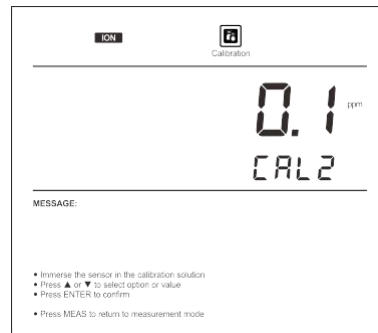 ION
Calibration
0.1 ppm
CAL2
MESSAGE:
• Immerse the sensor in the calibration solution
• Press ▲ or ▼ to select option or value
• Press ENTER to confirm
• Press MEAS to return to measurement mode